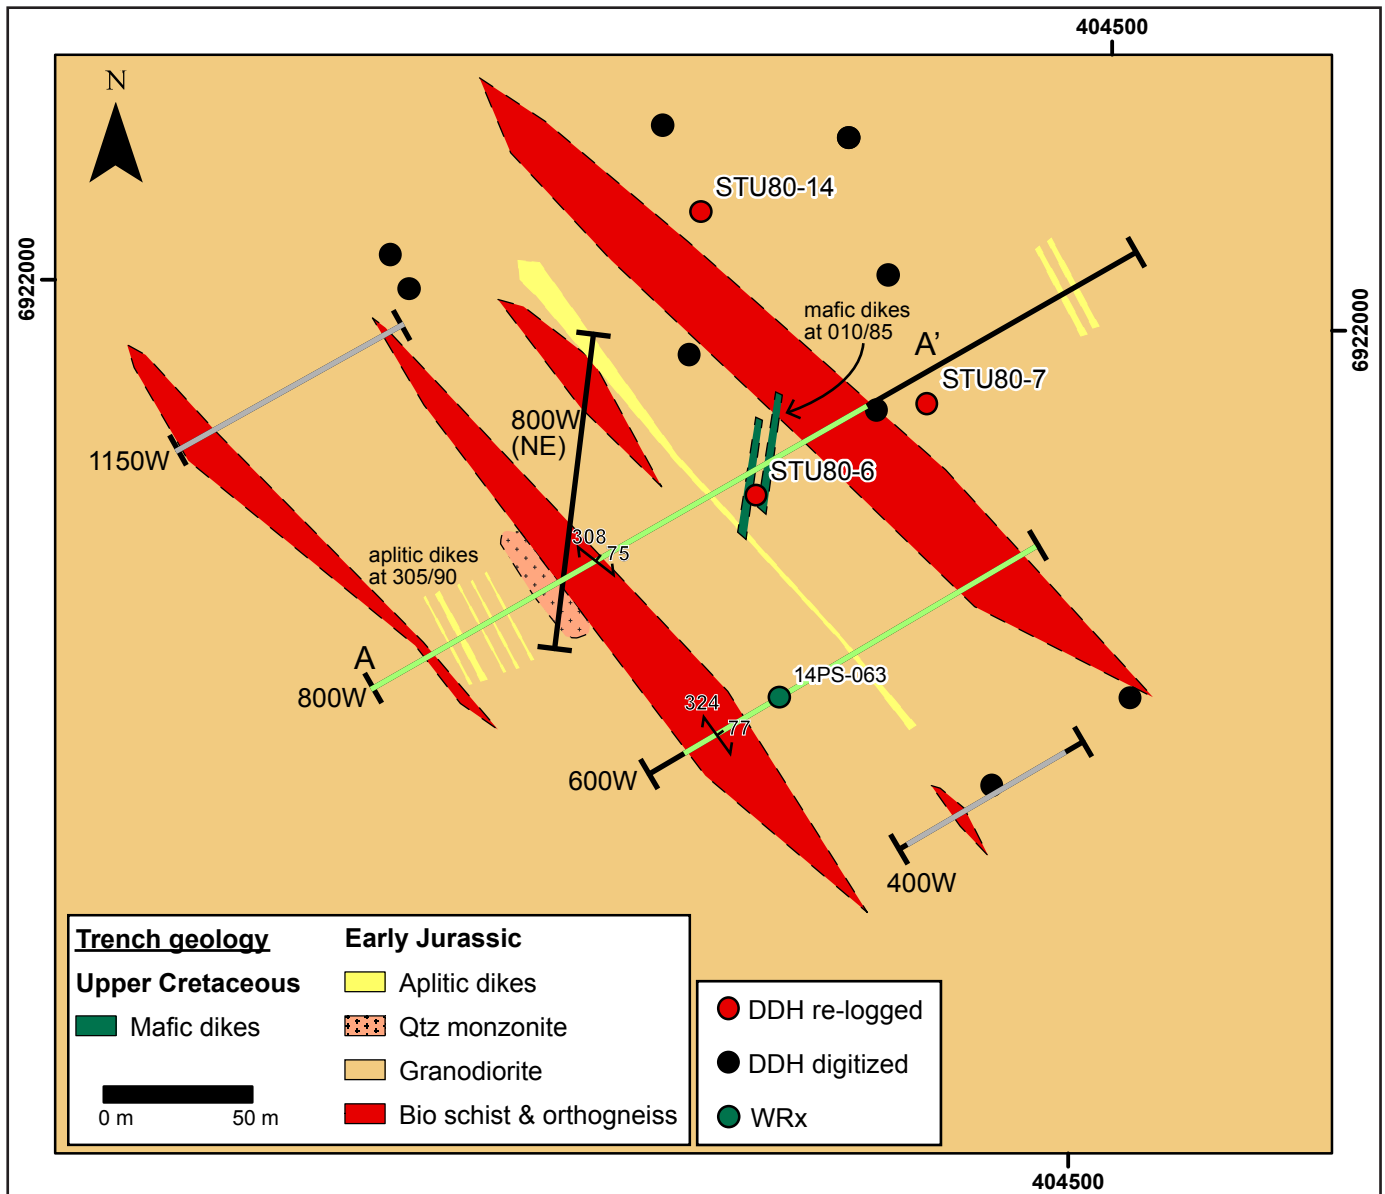 404500
N
STU80-14
6922000
mafic dikes
at 010/85
A'
6922000
STU80-7
800W
(NE)
1150W
STU80-6
308
75
aplitic dikes
at 305/90
A
800W
14PS-063
324
77
600W
400W
Trench geology
Upper Cretaceous
Mafic dikes
0 m
50 m
Early Jurassic
Aplitic dikes
Qtz monzonite
Granodiorite
Bio schist & orthogneiss
DDH re-logged
DDH digitized
WRx
404500